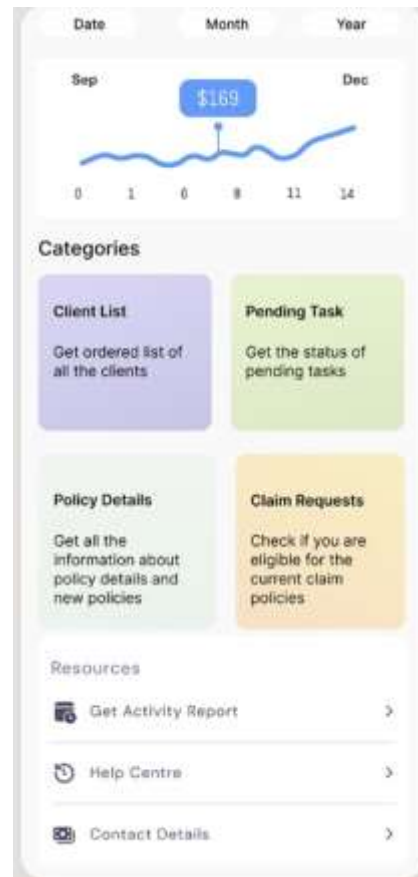 Date Month Year
Sep Dec
$169
0 1 6 8 11 14
Categories
Client List
Get ordered list of
all the clients
Pending Task
Get the status of
pending tasks
Policy Details
Get all the
information about
policy details and
new policies
Claim Requests
Check if you are
eligible for the
current claim
policies
Resources
Get Activity Report
Help Centre
Contact Details